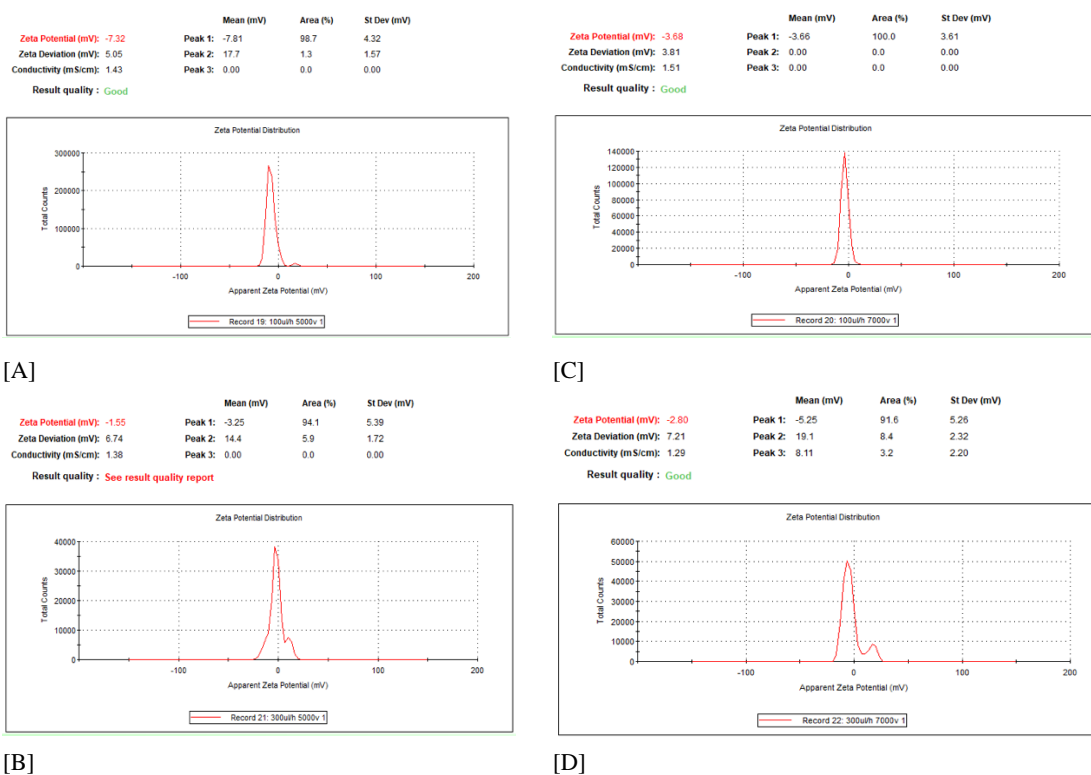 Mean (mV) Area (%) St Dev (mV)
Zeta Potential (mV): -7.32 Peak 1: -7.81 98.7 4.32
Zeta Deviation (mV): 5.05 Peak 2: 17.7 1.3 1.57
Conductivity (mS/cm): 1.43 Peak 3: 0.00 0.0 0.00
Result quality : Good
Zeta Potential Distribution
300000
200000
100000
0
Total Counts
-100 0 100 200
Apparent Zeta Potential (mV)
Record 19: 100ul/h 5000v 1
[A]
Mean (mV) Area (%) St Dev (mV)
Zeta Potential (mV): -3.68 Peak 1: -3.66 100.0 3.61
Zeta Deviation (mV): 3.81 Peak 2: 0.00 0.0 0.00
Conductivity (mS/cm): 1.51 Peak 3: 0.00 0.0 0.00
Result quality : Good
Zeta Potential Distribution
140000
120000
100000
80000
60000
40000
20000
0
Total Counts
-100 0 100 200
Apparent Zeta Potential (mV)
Record 20: 100ul/h 7000v 1
[C]
Mean (mV) Area (%) St Dev (mV)
Zeta Potential (mV): -1.55 Peak 1: -3.25 94.1 5.39
Zeta Deviation (mV): 6.74 Peak 2: 14.4 5.9 1.72
Conductivity (mS/cm): 1.38 Peak 3: 0.00 0.0 0.00
Result quality : See result quality report
Zeta Potential Distribution
40000
30000
20000
10000
0
Total Counts
-100 0 100 200
Apparent Zeta Potential (mV)
Record 21: 300ul/h 5000v 1
[B]
Mean (mV) Area (%) St Dev (mV)
Zeta Potential (mV): -2.80 Peak 1: -5.25 91.6 5.26
Zeta Deviation (mV): 7.21 Peak 2: 19.1 8.4 2.32
Conductivity (mS/cm): 1.29 Peak 3: 8.11 3.2 2.20
Result quality : Good
Zeta Potential Distribution
60000
50000
40000
30000
20000
10000
0
Total Counts
-100 0 100 200
Apparent Zeta Potential (mV)
Record 22: 300ul/h 7000v 1
[D]